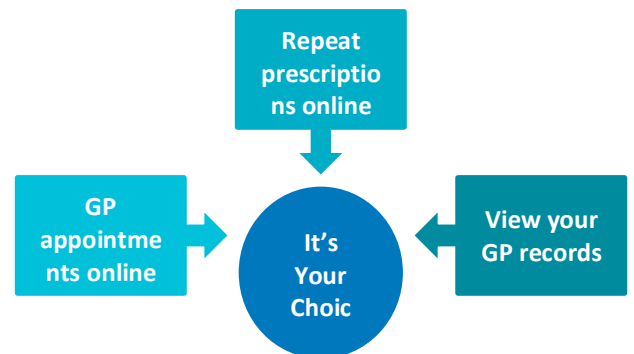 Repeat
prescriptio
ns online
GP
appointme
nts online
It’s
Your
Choic
View your
GP records